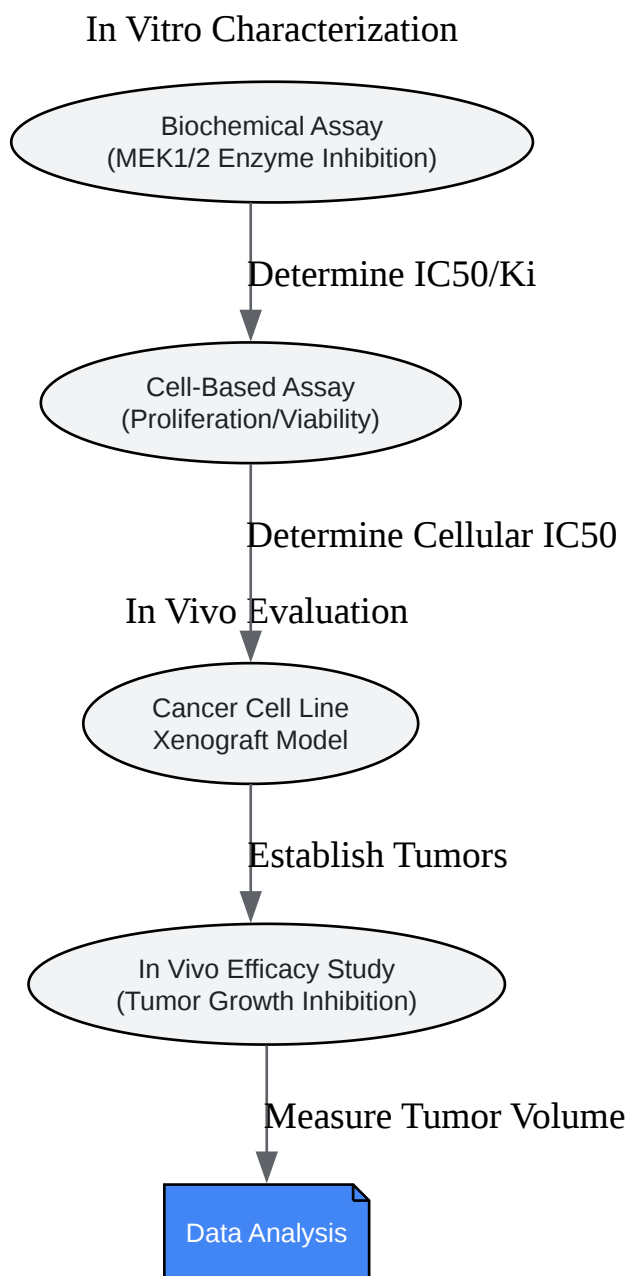 In Vitro Characterization
Biochemical Assay
(MEK1/2 Enzyme Inhibition)
Determine IC50/Ki
Cell-Based Assay
(Proliferation/Viability)
Determine Cellular IC50
In Vivo Evaluation
Cancer Cell Line
Xenograft Model
Establish Tumors
In Vivo Efficacy Study
(Tumor Growth Inhibition)
Measure Tumor Volume
Data Analysis